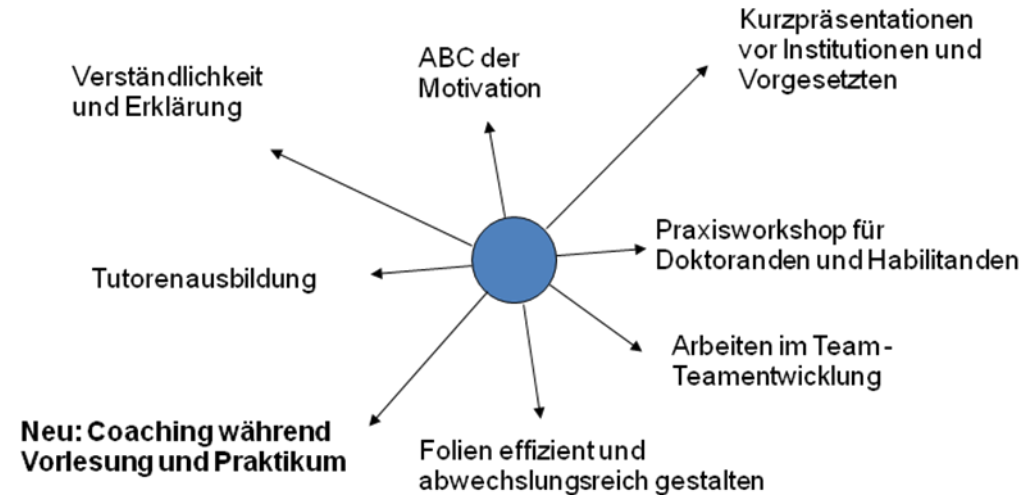 Kurzpräsentationen
vor Institutionen und
Vorgesetzten
ABC der
Motivation
Verständlichkeit
und Erklärung
Praxisworkshop für
Doktoranden und Habilitanden
Tutorenausbildung
Arbeiten im Team -
Teamentwicklung
Neu: Coaching während
Vorlesung und Praktikum
Folien effizient und
abwechslungsreich gestalten